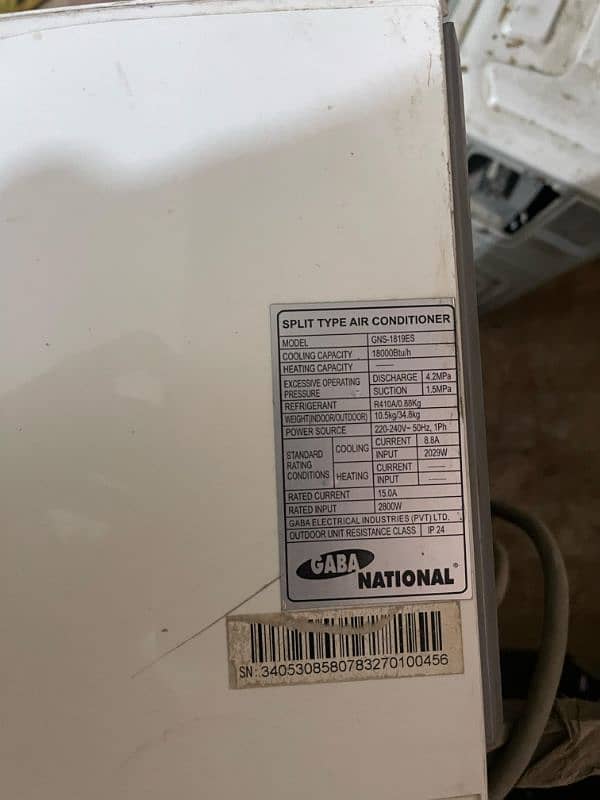 SPLIT TYPE AIR CONDITIONER
MODEL GNS-1819ES
COOLING CAPACITY 18000Btu/h
HEATING CAPACITY -----
EXCESSIVE OPERATING PRESSURE DISCHARGE 4.2MPa
SUCTION 1.5MPa
REFRIGERANT R410A/0.88Kg
WEIGHT(INDOOR/OUTDOOR) 10.5kg/34.8kg
POWER SOURCE 220-240V~ 50Hz, 1Ph
STANDARD RATING CONDITIONS COOLING CURRENT 8.8A
INPUT 2029W
HEATING CURRENT -----
INPUT -----
RATED CURRENT 15.0A
RATED INPUT 2800W
GABA ELECTRICAL INDUSTRIES (PVT) LTD.
OUTDOOR UNIT RESISTANCE CLASS IP 24
GABA
NATIONAL®
SN:3405308580783270100456